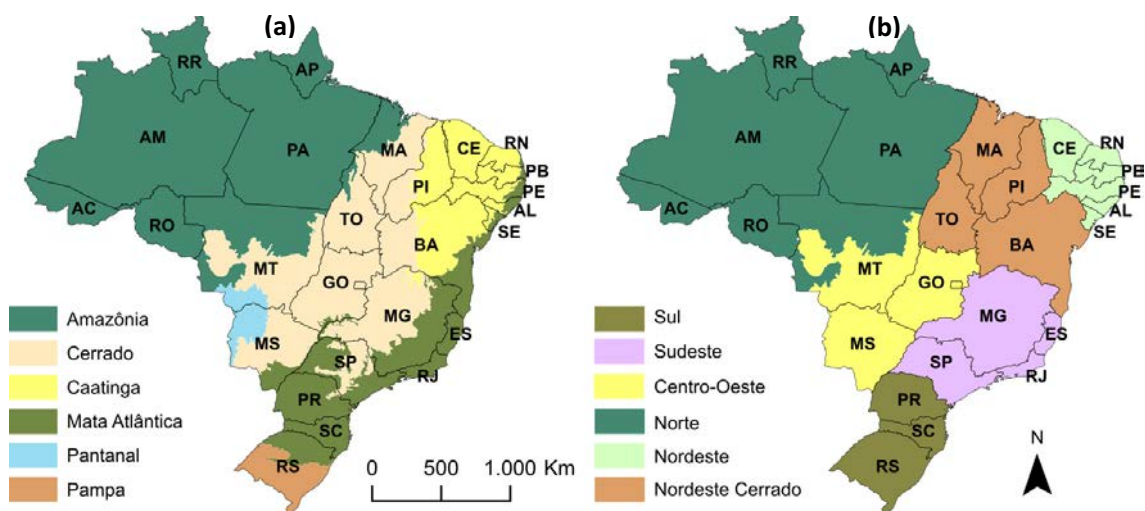 (a)
RR
AP
AM
PA
MA
CE
RN
PB
PE
AL
SE
PI
AC
RO
TO
BA
MT
GO
MG
ES
MS
SP
RJ
PR
SC
RS
Amazônia
Cerrado
Caatinga
Mata Atlântica
Pantanal
Pampa
0 500 1.000 Km
(b)
RR
AP
AM
PA
MA
CE
RN
PB
PE
AL
SE
PI
AC
RO
TO
BA
MT
GO
MG
ES
MS
SP
RJ
PR
SC
RS
Sul
Sudeste
Centro-Oeste
Norte
Nordeste
Nordeste Cerrado
N